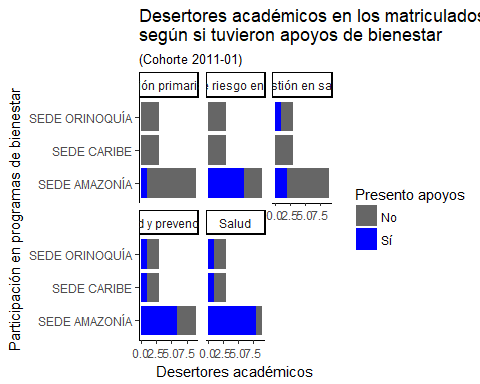 Desertores académicos en los matriculados
según si tuvieron apoyos de bienestar
(Cohorte 2011-01)
ón primari
e riesgo en
stión en sa
SEDE ORINOQUÍA
SEDE CARIBE
SEDE AMAZONÍA
0.02.55.07.5
d y prevenc
Salud
SEDE ORINOQUÍA
SEDE CARIBE
SEDE AMAZONÍA
0.02.55.07.5
0.02.55.07.5
Desertores académicos
Participación en programas de bienestar
Presento apoyos
No
Sí